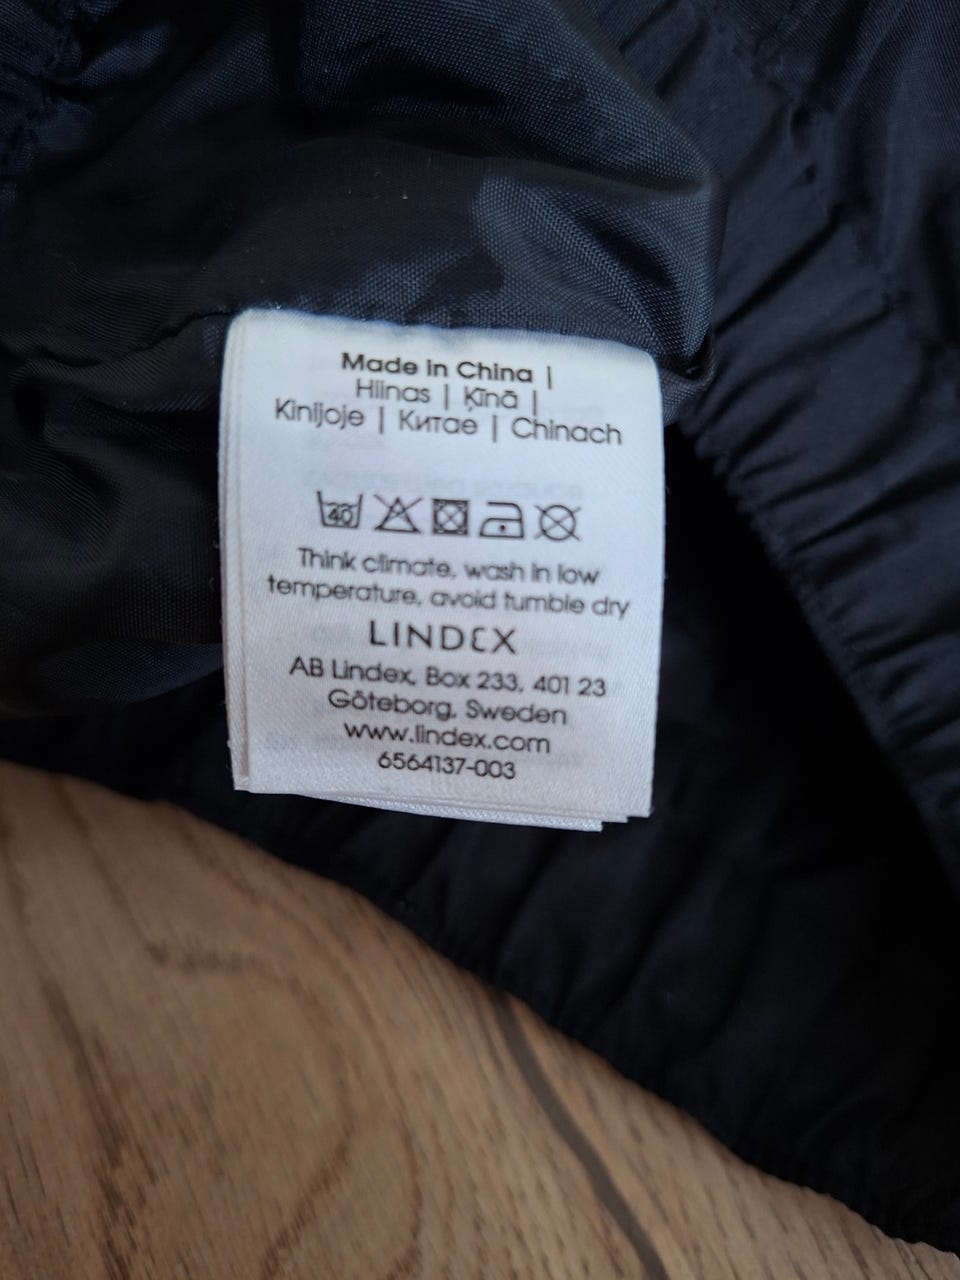 Made in China |
Hiinas | Ķīnā |
Kinijoje | Китае | Chinach
40
Think climate, wash in low
temperature, avoid tumble dry
LINDEX
AB Lindex, Box 233, 401 23
Göteborg, Sweden
www.lindex.com
6564137-003